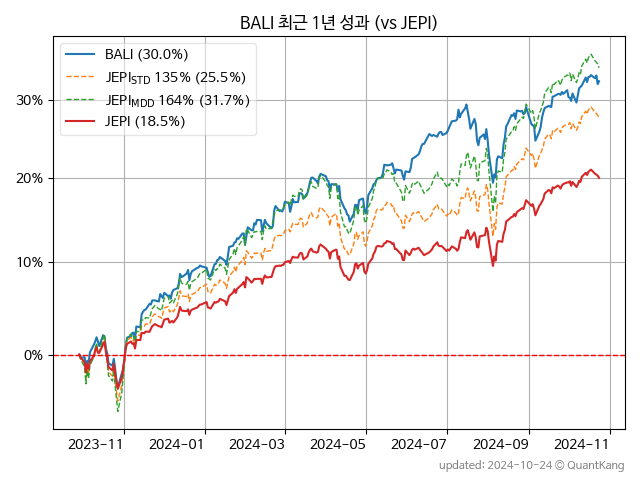 BALI 최근 1년 성과 (vs JEPI)
BALI (30.0%)
JEPI_STD 135% (25.5%)
JEPI_MDD 164% (31.7%)
JEPI (18.5%)
30%
20%
10%
0%
2023-11 2024-01 2024-03 2024-05 2024-07 2024-09 2024-11
updated: 2024-10-24 © QuantKang